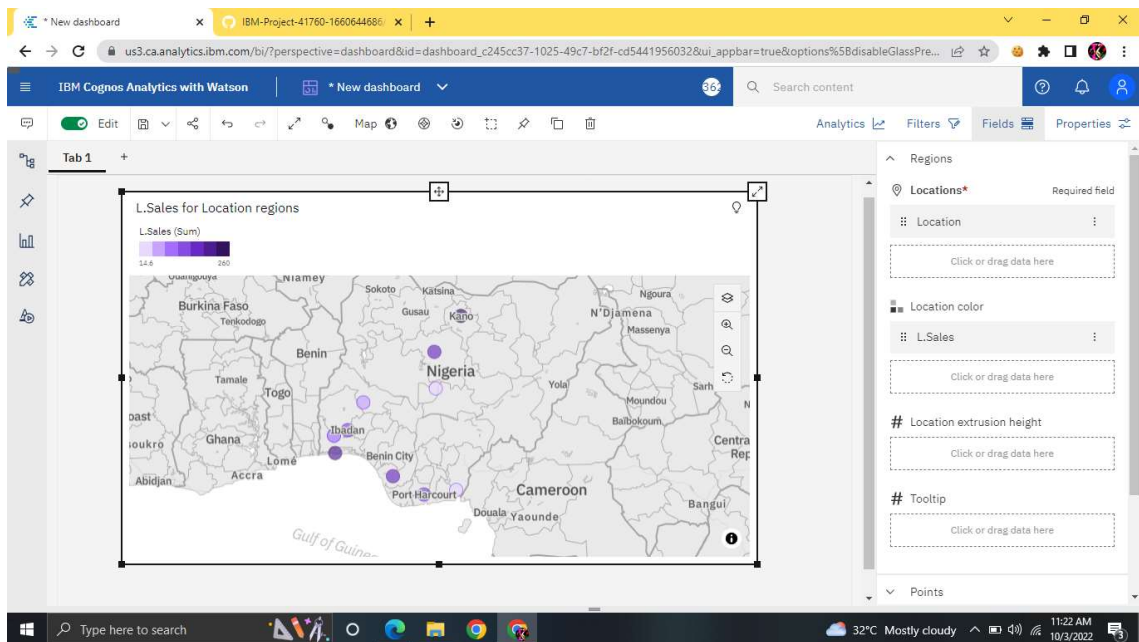 * New dashboard
IBM-Project-41760-1660644686/
us3.ca.analytics.ibm.com/bi/?perspective=dashboard&id=dashboard_c245cc37-1025-49c7-bf2f-cd5441956032&ui_appbar=true&options%5BdisableGlassPre...
IBM Cognos Analytics with Watson
* New dashboard
362
Search content
Edit
Map
Analytics
Filters
Fields
Properties
Tab 1
L.Sales for Location regions
L.Sales (Sum)
14.6
260
Ouahigouya
Niamey
Sokoto
Katsina
Ngoura
Burkina Faso
Gusau
Kano
N'Djamena
Tenkodogo
Massenya
Benin
Nigeria
Tamale
Togo
Yola
Sarh
Moundou
Ibadan
Baïbokoum
Ghana
Benin City
Centra
Rep
Lomé
Abidjan
Accra
Port Harcourt
Cameroon
Bangui
Douala
Yaounde
Gulf of Guinea
Regions
Locations*
Required field
Location
Click or drag data here
Location color
L.Sales
Click or drag data here
# Location extrusion height
Click or drag data here
# Tooltip
Click or drag data here
Points
Type here to search
32°C Mostly cloudy
11:22 AM
10/3/2022
3